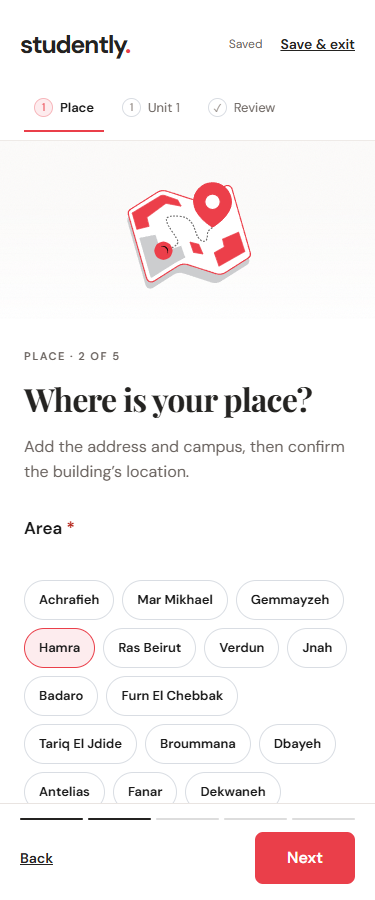 studently.
Saved Save & exit
1 Place 1 Unit 1 ✓ Review
PLACE · 2 OF 5
Where is your place?
Add the address and campus, then confirm
the building’s location.
Area *
Achrafieh Mar Mikhael Gemmayzeh
Hamra Ras Beirut Verdun Jnah
Badaro Furn El Chebbak
Tariq El Jdide Broummana Dbayeh
Antelias Fanar Dekwaneh
Back Next